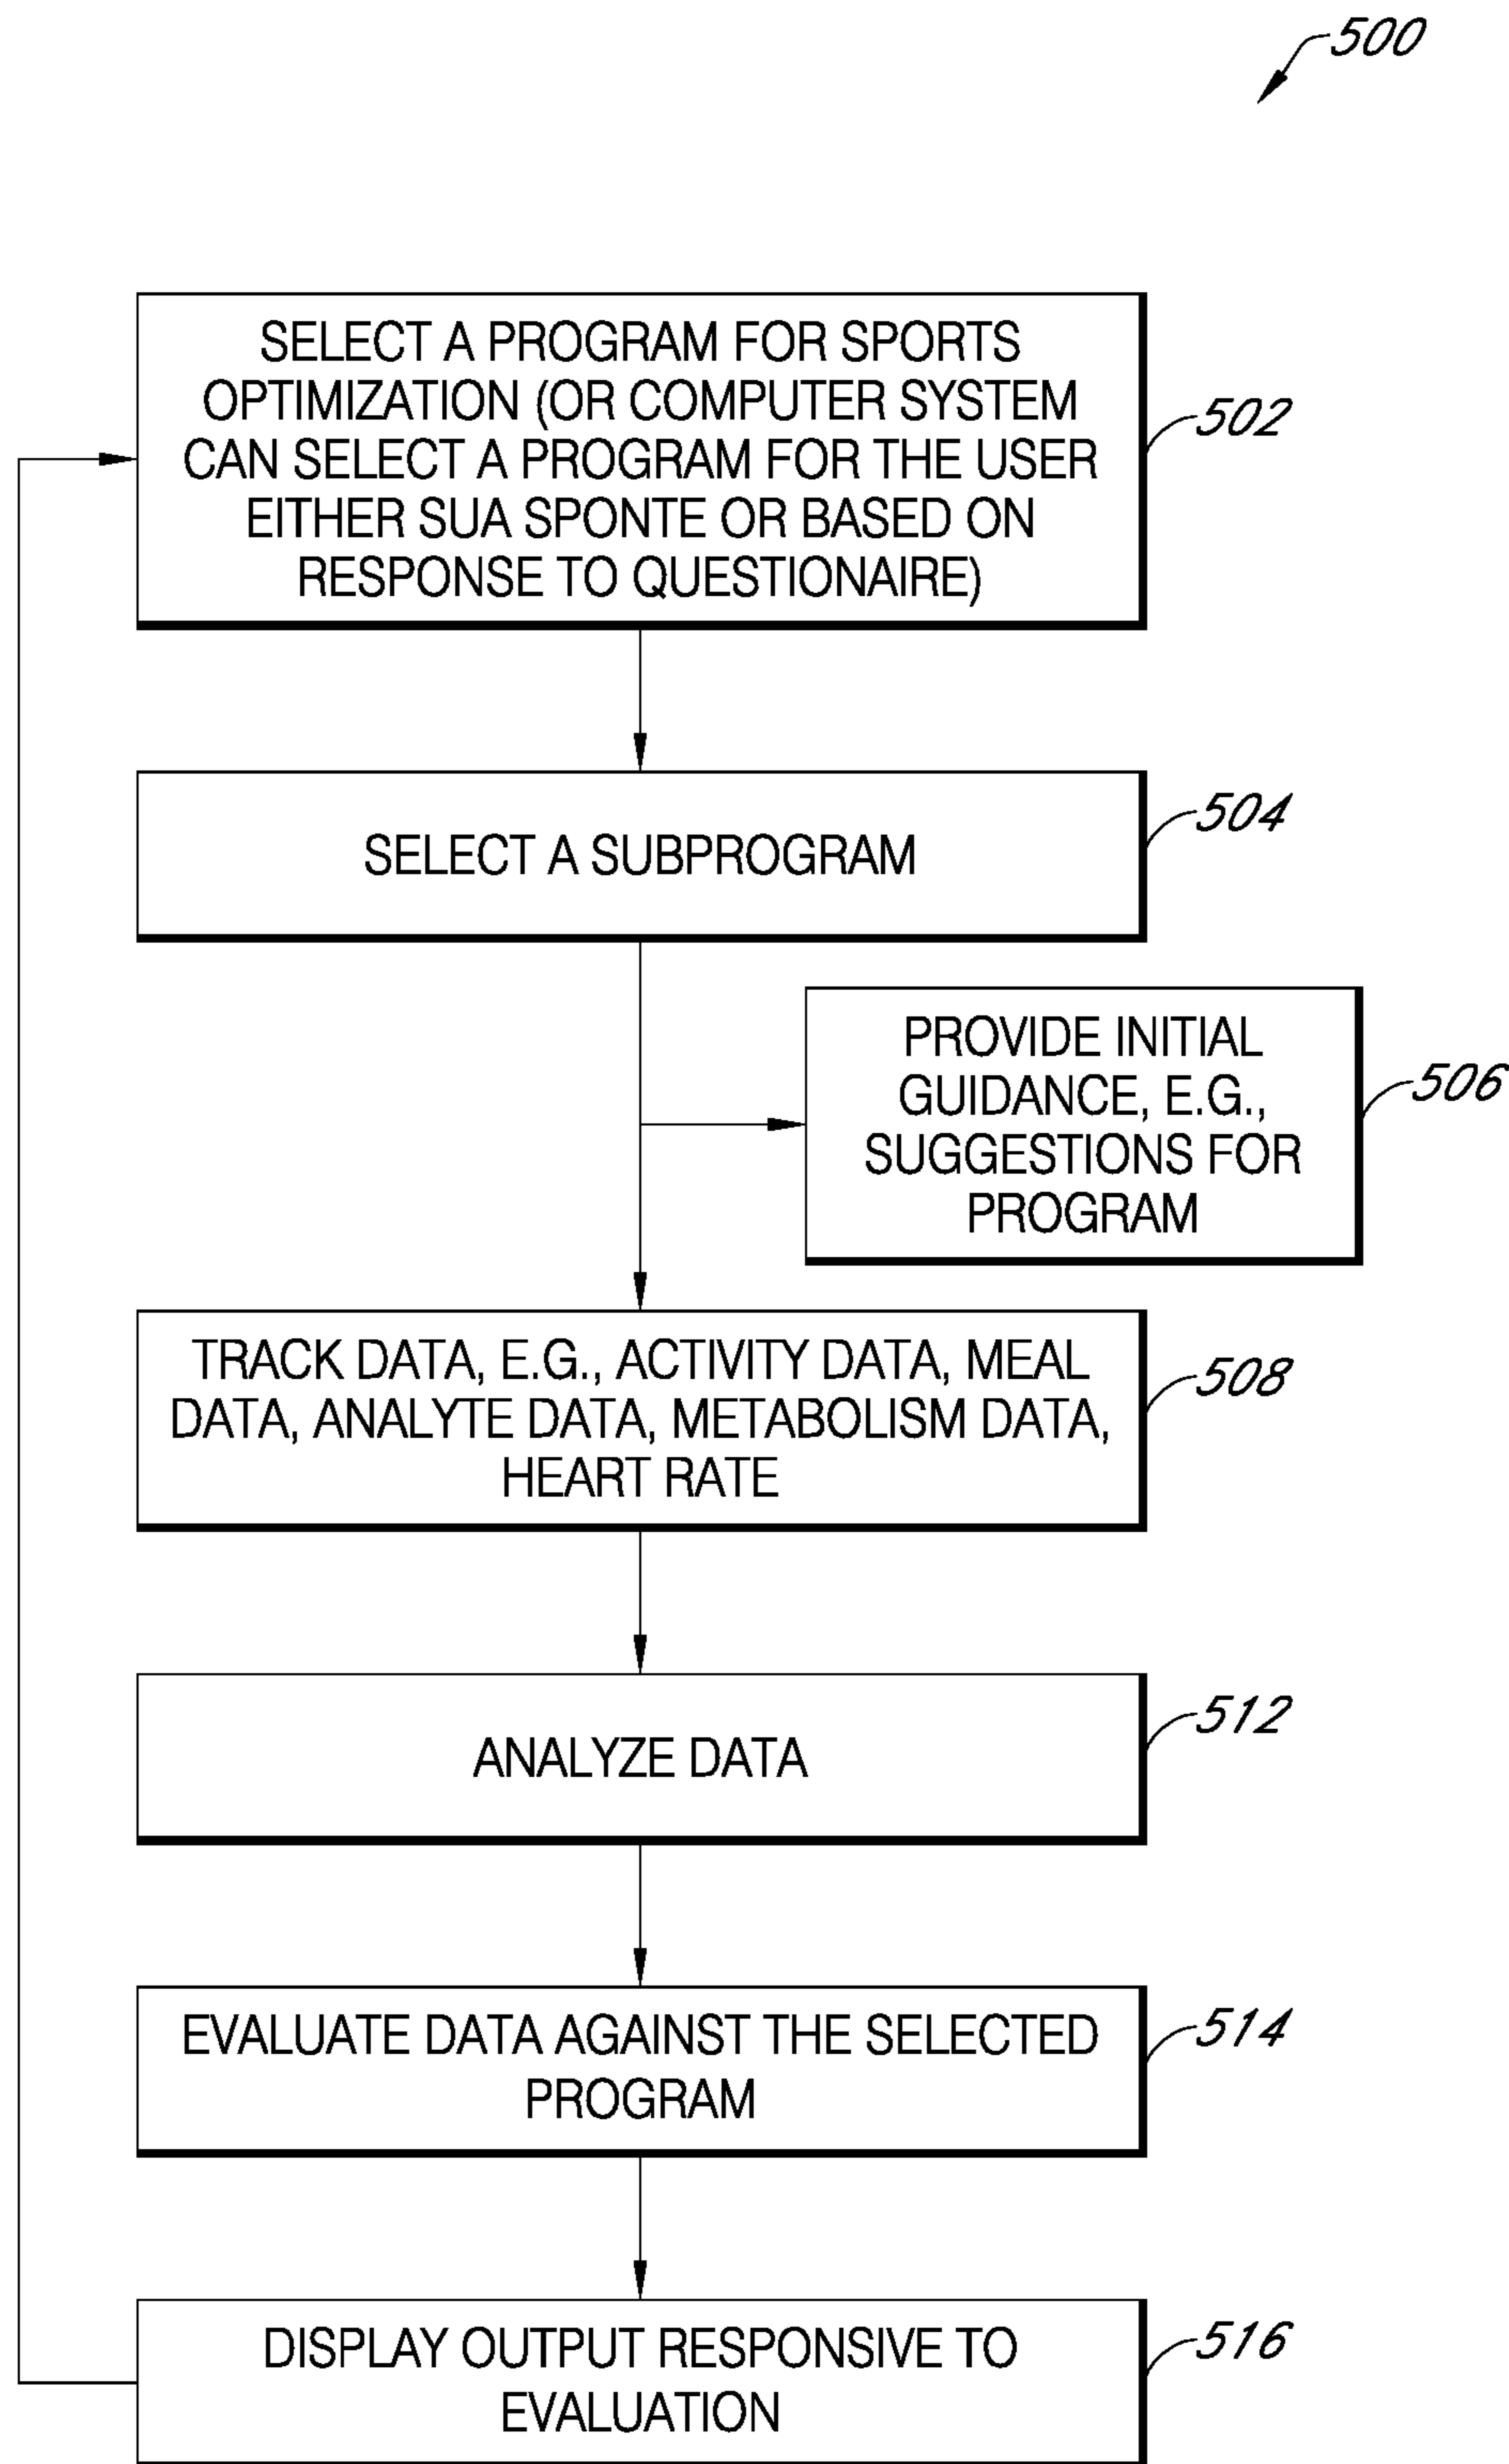 500
SELECT A PROGRAM FOR SPORTS
OPTIMIZATION (OR COMPUTER SYSTEM
CAN SELECT A PROGRAM FOR THE USER
EITHER SUA SPONTE OR BASED ON
RESPONSE TO QUESTIONAIRE)
502
SELECT A SUBPROGRAM
504
PROVIDE INITIAL
GUIDANCE, E.G.,
SUGGESTIONS FOR
PROGRAM
506
TRACK DATA, E.G., ACTIVITY DATA, MEAL
DATA, ANALYTE DATA, METABOLISM DATA,
HEART RATE
508
ANALYZE DATA
512
EVALUATE DATA AGAINST THE SELECTED
PROGRAM
514
DISPLAY OUTPUT RESPONSIVE TO
EVALUATION
516